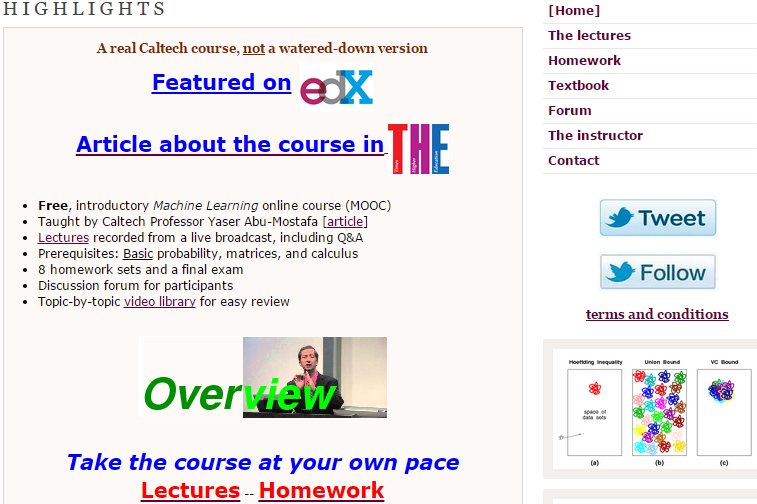 HIGHLIGHTS
A real Caltech course, not a watered-down version
Featured on edX
Article about the course in THE
Times Higher Education
Free, introductory Machine Learning online course (MOOC)
Taught by Caltech Professor Yaser Abu-Mostafa [article]
Lectures recorded from a live broadcast, including Q&A
Prerequisites: Basic probability, matrices, and calculus
8 homework sets and a final exam
Discussion forum for participants
Topic-by-topic video library for easy review
Overview
Take the course at your own pace
Lectures -- Homework
[Home]
The lectures
Homework
Textbook
Forum
The instructor
Contact
Tweet
Follow
terms and conditions
Hoeffding Inequality Union Bound VC Bound
space of
data sets
(a) (b) (c)